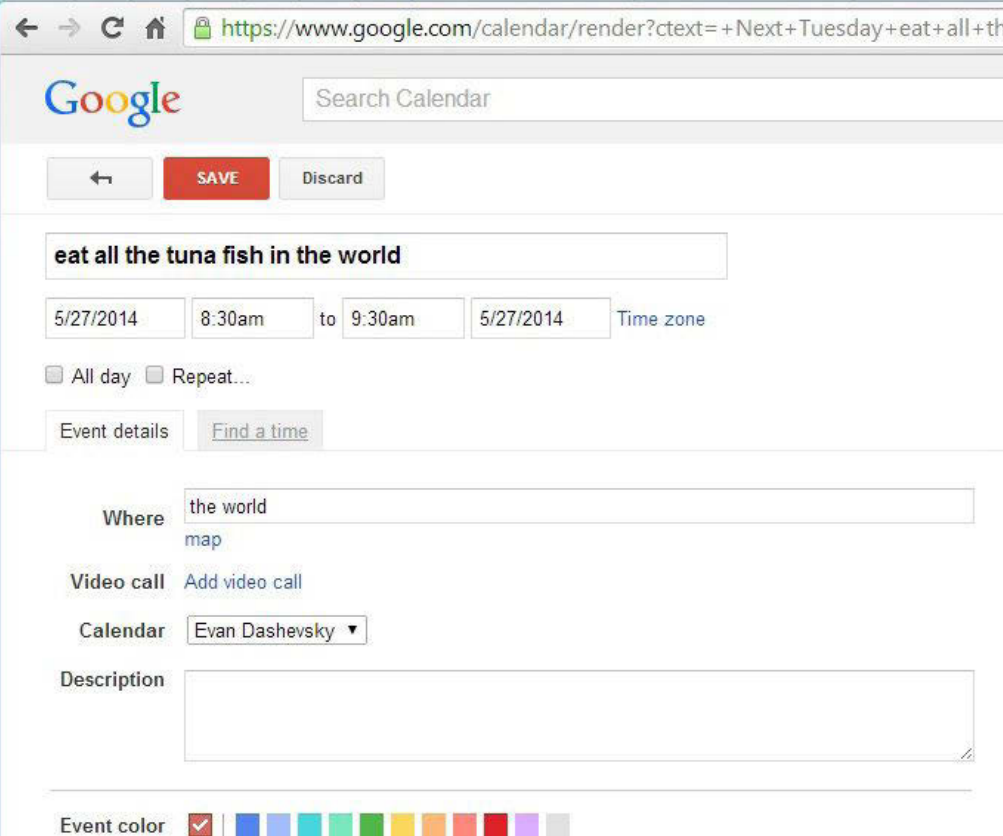 https://www.google.com/calendar/render?ctext=+Next+Tuesday+eat+all+th
Google Search Calendar
SAVE Discard
eat all the tuna fish in the world
5/27/2014 8:30am to 9:30am 5/27/2014 Time zone
All day Repeat...
Event details Find a time
Where the world
map
Video call Add video call
Calendar Evan Dashevsky
Description
Event color